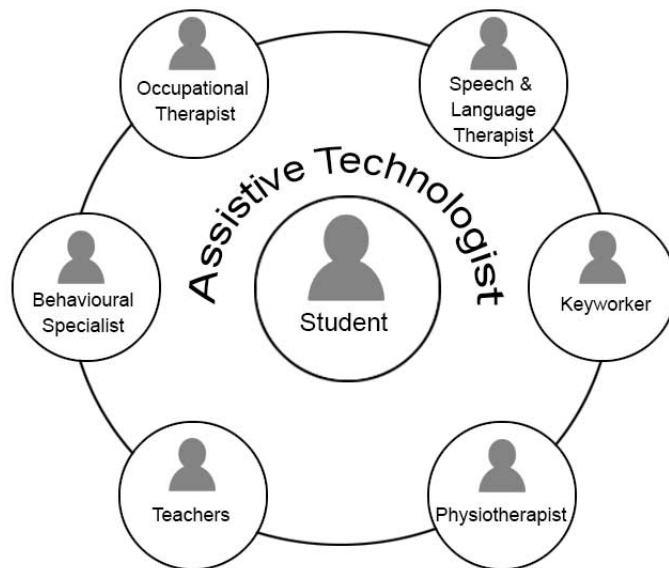 Occupational
Therapist
Speech &
Language
Therapist
Assistive Technologist
Behavioural
Specialist
Student
Keyworker
Teachers
Physiotherapist